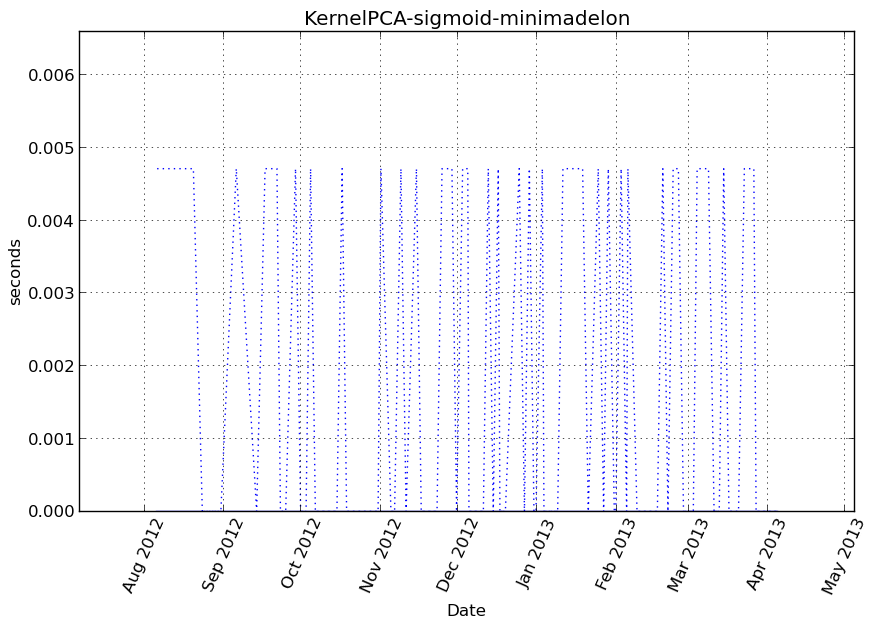 KernelPCA-sigmoid-minimadelon
0.006
0.005
0.004
0.003
0.002
0.001
0.000
seconds
Aug 2012
Sep 2012
Oct 2012
Nov 2012
Dec 2012
Jan 2013
Feb 2013
Mar 2013
Apr 2013
May 2013
Date